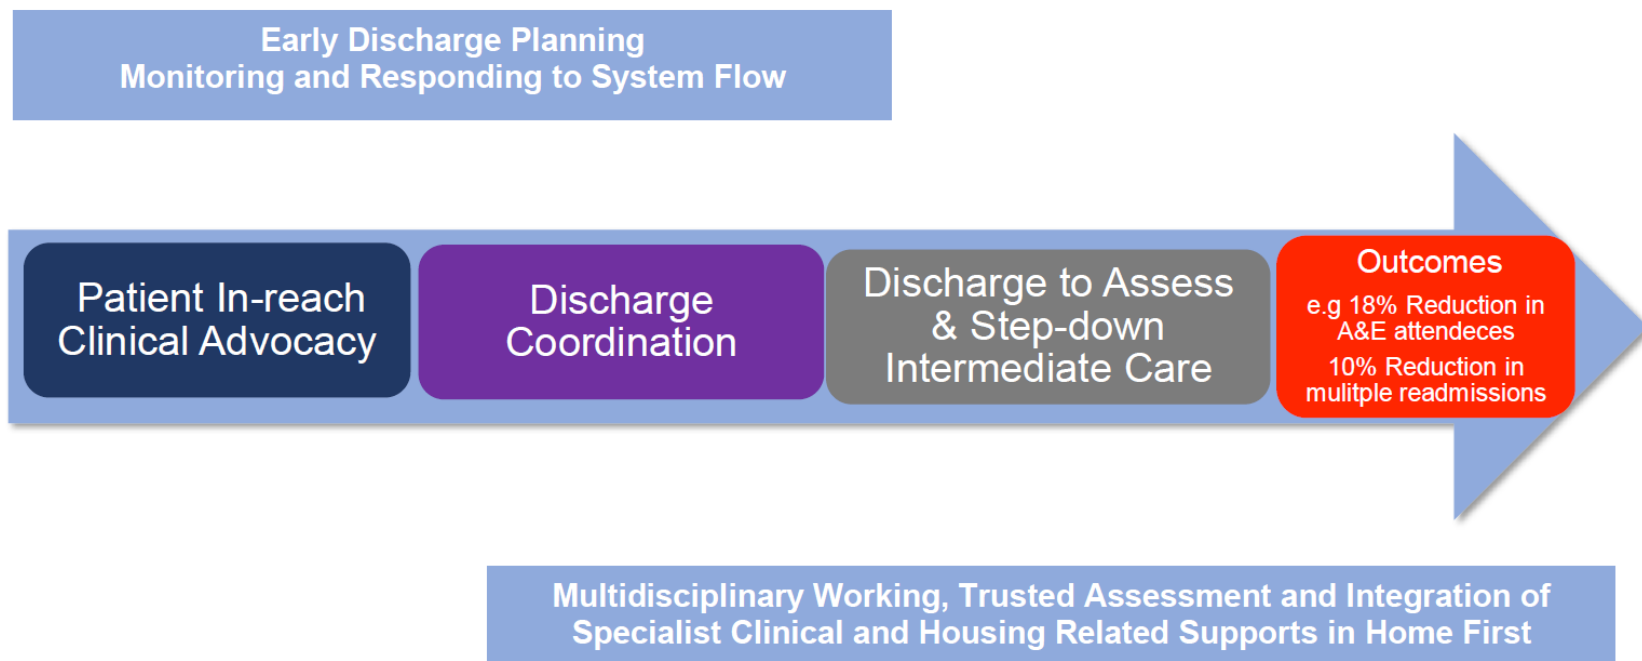 Early Discharge Planning
Monitoring and Responding to System Flow
Patient In-reach
Clinical Advocacy
Discharge
Coordination
Discharge to Assess
& Step-down
Intermediate Care
Outcomes
e.g 18% Reduction in
A&E attendeces
10% Reduction in
mulitple readmissions
Multidisciplinary Working, Trusted Assessment and Integration of
Specialist Clinical and Housing Related Supports in Home First